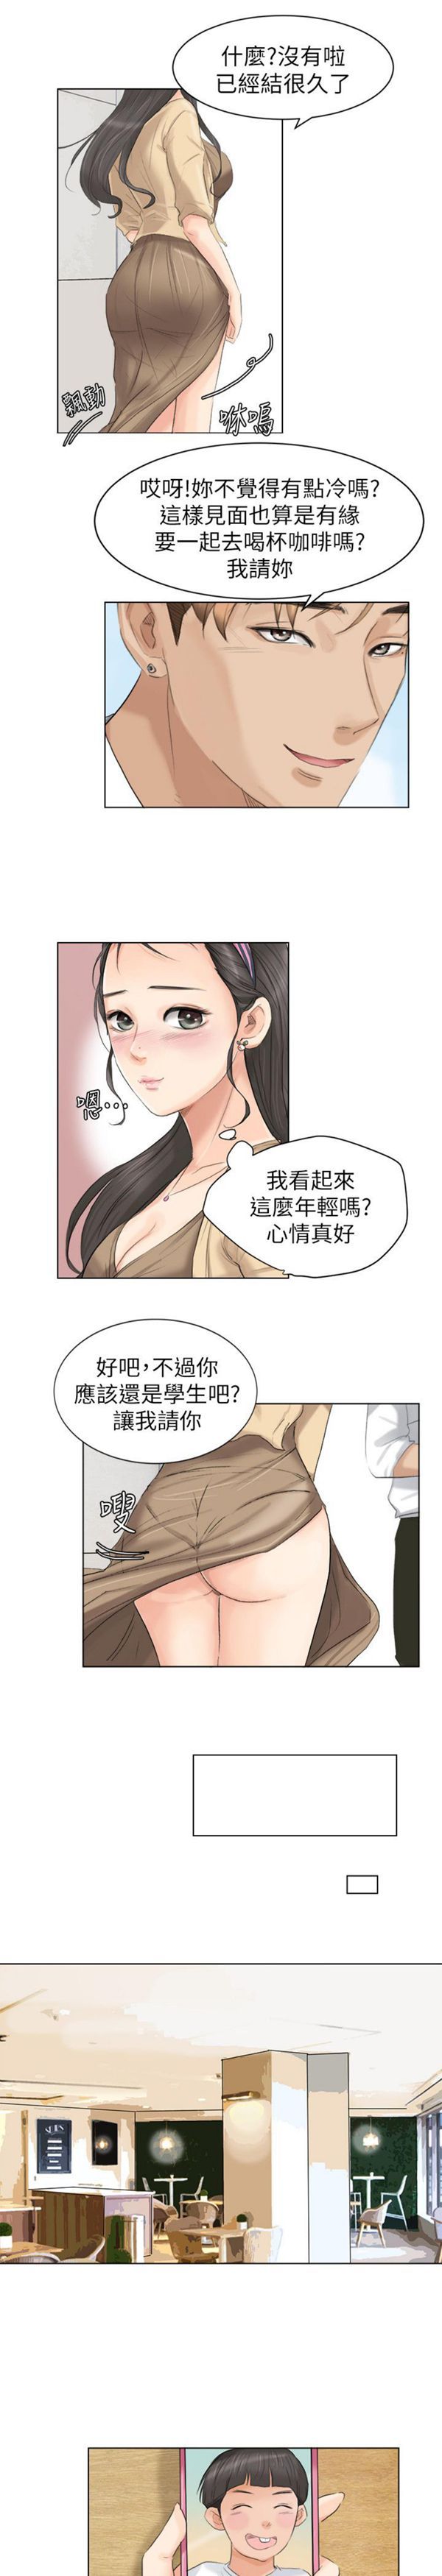 什麼?沒有啦
已經結很久了
飄動
咻嗚
哎呀!妳不覺得有點冷嗎?
這樣見面也算是有緣
要一起去喝杯咖啡嗎?
我請妳
嗯…
我看起來
這麼年輕嗎?
心情真好
好吧,不過你
應該還是學生吧?
讓我請你
嗖